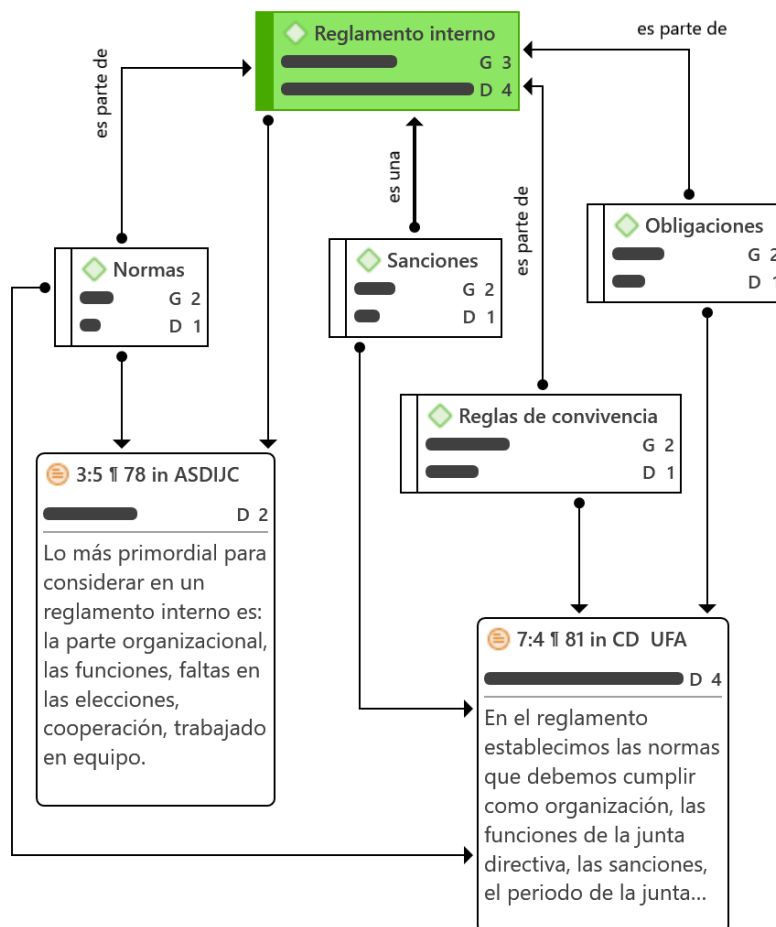 es parte de
Reglamento interno
G 3
D 4
es parte de
es una
es parte de
Obligaciones
G 2
D 1
Normas
G 2
D 1
Sanciones
G 2
D 1
Reglas de convivencia
G 2
D 1
3:5 ¶ 78 in ASDIJC
D 2
Lo más primordial para
considerar en un
reglamento interno es:
la parte organizacional,
las funciones, faltas en
las elecciones,
cooperación, trabajado
en equipo.
7:4 ¶ 81 in CD UFA
D 4
En el reglamento
establecimos las normas
que debemos cumplir
como organización, las
funciones de la junta
directiva, las sanciones,
el periodo de la junta...